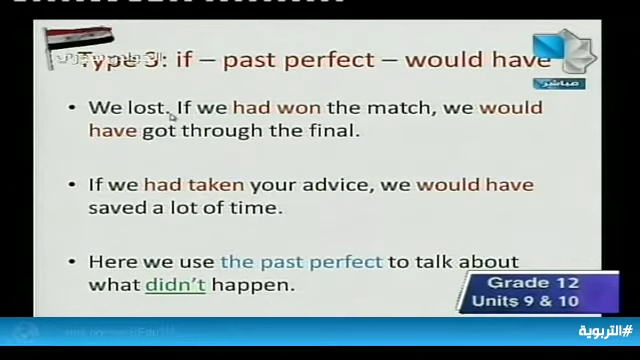 Type 3: if – past perfect – would have
مباشر
• We lost. If we had won the match, we would
have got through the final.
• If we had taken your advice, we would have
saved a lot of time.
• Here we use the past perfect to talk about
what didn't happen.
Grade 12
Units 9 & 10
#التربوية